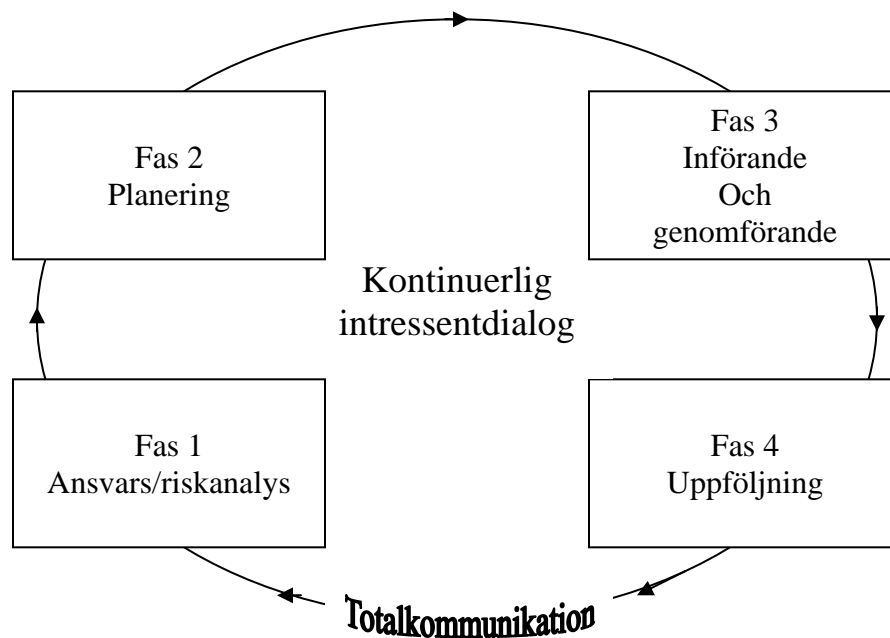 Fas 2
Planering
Fas 3
Införande
Och
genomförande
Kontinuerlig
intressentdialog
Fas 1
Ansvars/riskanalys
Fas 4
Uppföljning
Totalkommunikation